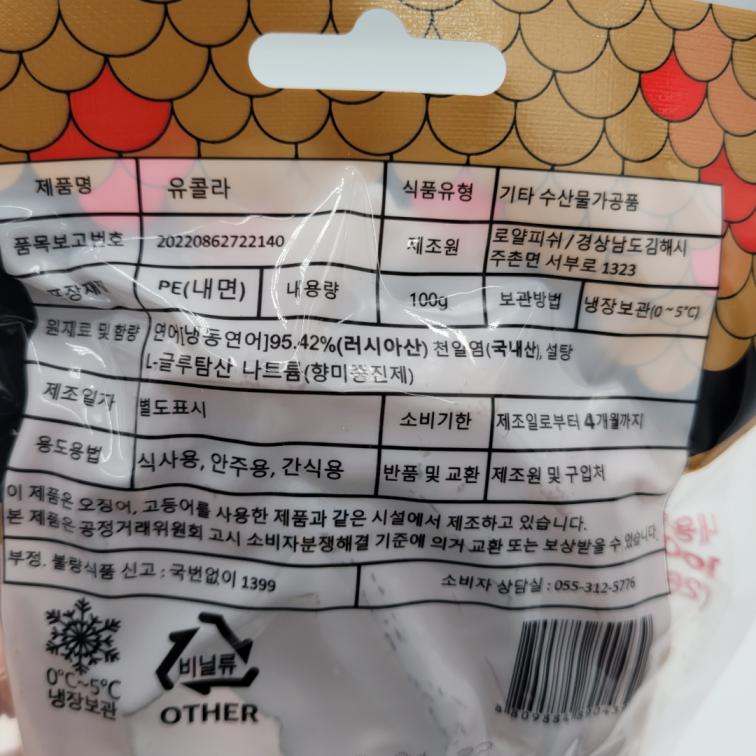 제품명 유콜라 식품유형 기타 수산물가공품
품목보고번호 20220862722140 제조원 로얄피쉬/경상남도김해시
주촌면 서부로 1323
포장재 PE(내면) 내용량 100g 보관방법 냉장보관(0~5℃)
원재료 및 함량 연어[냉동연어]95.42%(러시아산) 천일염(국내산), 설탕
L-글루탐산 나트륨(향미증진제)
제조일자 별도표시 소비기한 제조일로부터 4개월까지
용도용법 식사용, 안주용, 간식용 반품 및 교환 제조원 및 구입처
이 제품은 오징어, 고등어를 사용한 제품과 같은 시설에서 제조하고 있습니다.
본 제품은 공정거래위원회 고시 소비자분쟁해결 기준에 의거 교환 또는 보상받을 수 있습니다.
부정, 불량식품 신고 : 국번없이 1399 소비자 상담실 : 055-312-5776
0°C~5°C
냉장보관
비닐류
OTHER